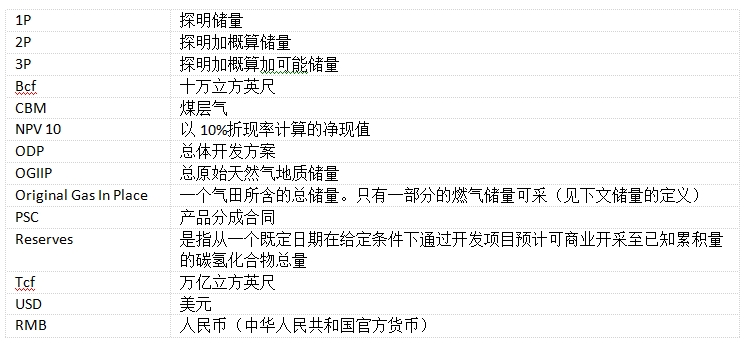 1P 探明储量
2P 探明加概算储量
3P 探明加概算加可能储量
Bcf 十万立方英尺
CBM 煤层气
NPV 10 以10%折现率计算的净现值
ODP 总体开发方案
OGIIP 总原始天然气地质储量
Original Gas In Place 一个气田所含的总储量。只有一部分的燃气储量可采（见下文储量的定义）
PSC 产品分成合同
Reserves 是指从一个既定日期在给定条件下通过开发项目预计可商业开采至已知累积量
的碳氢化合物总量
Tcf 万亿立方英尺
USD 美元
RMB 人民币（中华人民共和国官方货币）